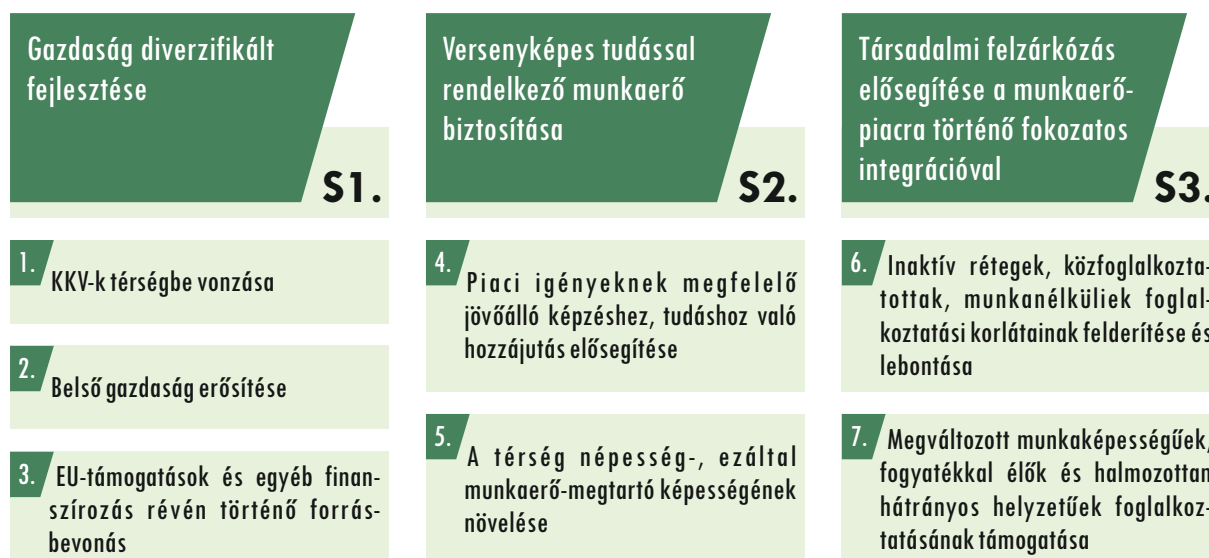 Gazdaság diverzifikált
fejlesztése
S1.
1.
KKV-k térségbe vonzása
2.
Belső gazdaság erősítése
3.
EU-támogatások és egyéb finan-
szírozás révén történő forrás-
bevonás
Versenyképes tudással
rendelkező munkaerő
biztosítása
S2.
4.
Piaci igényeknek megfelelő
jövőálló képzéshez, tudáshoz való
hozzájutás elősegítése
5.
A térség népesség-, ezáltal
munkaerő-megtartó képességének
növelése
Társadalmi felzárkózás
elősegítése a munkaerő-
piacra történő fokozatos
integrációval
S3.
6.
Inaktív rétegek, közfoglalkozta-
tottak, munkanélküliek foglal-
koztatási korlátainak felderítése és
lebontása
7.
Megváltozott munkaképességűek,
fogyatékkal élők és halmozottan
hátrányos helyzetűek foglalkoz-
tatásának támogatása